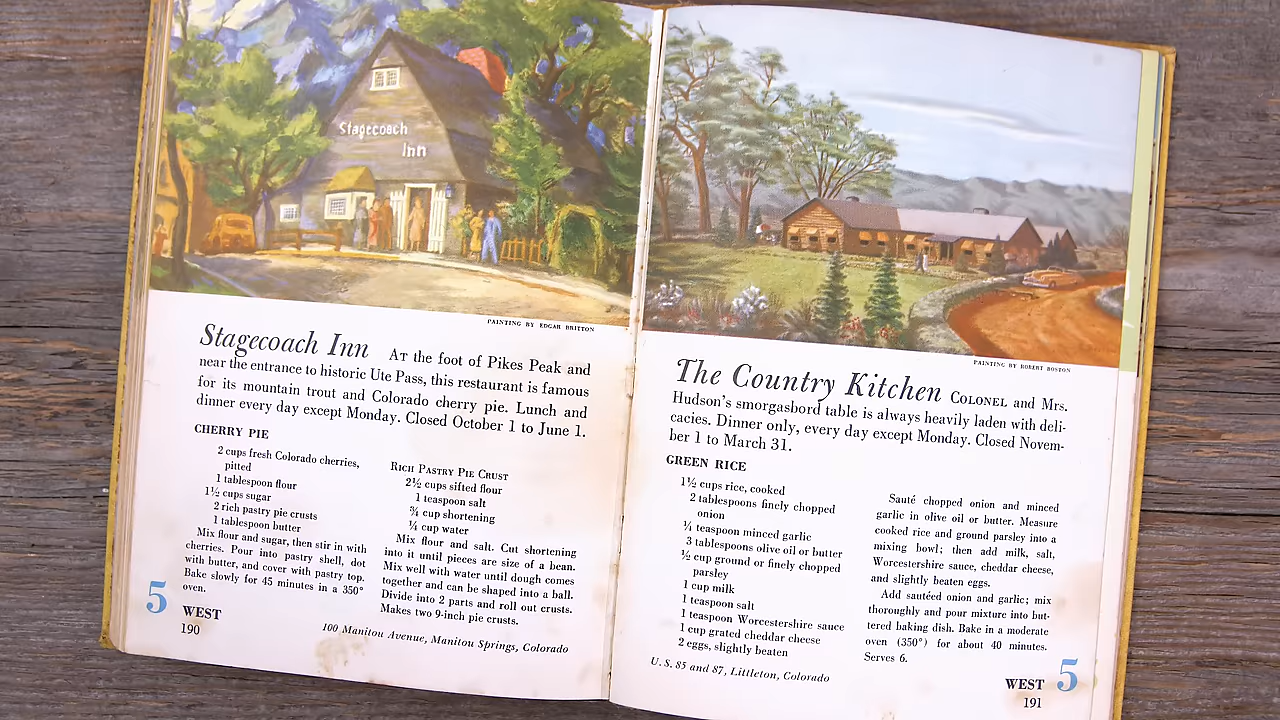 Stagecoach
Inn
PAINTING BY EDGAR BRITTON
Stagecoach Inn AT the foot of Pikes Peak and
near the entrance to historic Ute Pass, this restaurant is famous
for its mountain trout and Colorado cherry pie. Lunch and
dinner every day except Monday. Closed October 1 to June 1.
CHERRY PIE
2 cups fresh Colorado cherries,
pitted
1 tablespoon flour
1½ cups sugar
2 rich pastry pie crusts
1 tablespoon butter
Mix flour and sugar, then stir in with
cherries. Pour into pastry shell, dot
with butter, and cover with pastry top.
Bake slowly for 45 minutes in a 350°
oven.
RICH PASTRY PIE CRUST
2½ cups sifted flour
1 teaspoon salt
¾ cup shortening
¼ cup water
Mix flour and salt. Cut shortening
into it until pieces are size of a bean.
Mix well with water until dough comes
together and can be shaped into a ball.
Divide into 2 parts and roll out crusts.
Makes two 9-inch pie crusts.
100 Manitou Avenue, Manitou Springs, Colorado
5
WEST
190
PAINTING BY ROBERT BOSTON
The Country Kitchen COLONEL and Mrs.
Hudson's smorgasbord table is always heavily laden with deli-
cacies. Dinner only, every day except Monday. Closed Novem-
ber 1 to March 31.
GREEN RICE
1½ cups rice, cooked
2 tablespoons finely chopped
onion
¼ teaspoon minced garlic
3 tablespoons olive oil or butter
½ cup ground or finely chopped
parsley
1 cup milk
1 teaspoon salt
1 teaspoon Worcestershire sauce
1 cup grated cheddar cheese
2 eggs, slightly beaten
Sauté chopped onion and minced
garlic in olive oil or butter. Measure
cooked rice and ground parsley into a
mixing bowl; then add milk, salt,
Worcestershire sauce, cheddar cheese,
and slightly beaten eggs.
Add sautéed onion and garlic; mix
thoroughly and pour mixture into but-
tered baking dish. Bake in a moderate
oven (350°) for about 40 minutes.
Serves 6.
U. S. 85 and 87, Littleton, Colorado
WEST
5
191